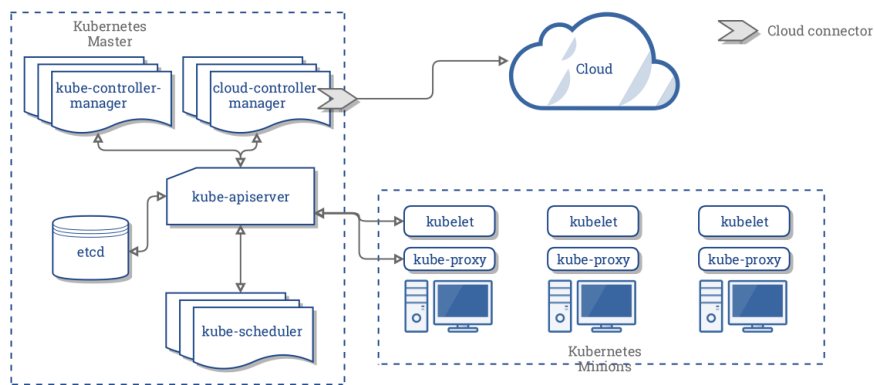 Kubernetes
Master
kube-controller-
manager
cloud-controller
manager
Cloud
Cloud connector
kube-apiserver
etcd
kube-scheduler
kubelet
kubelet
kubelet
kube-proxy
kube-proxy
kube-proxy
Kubernetes
Minions